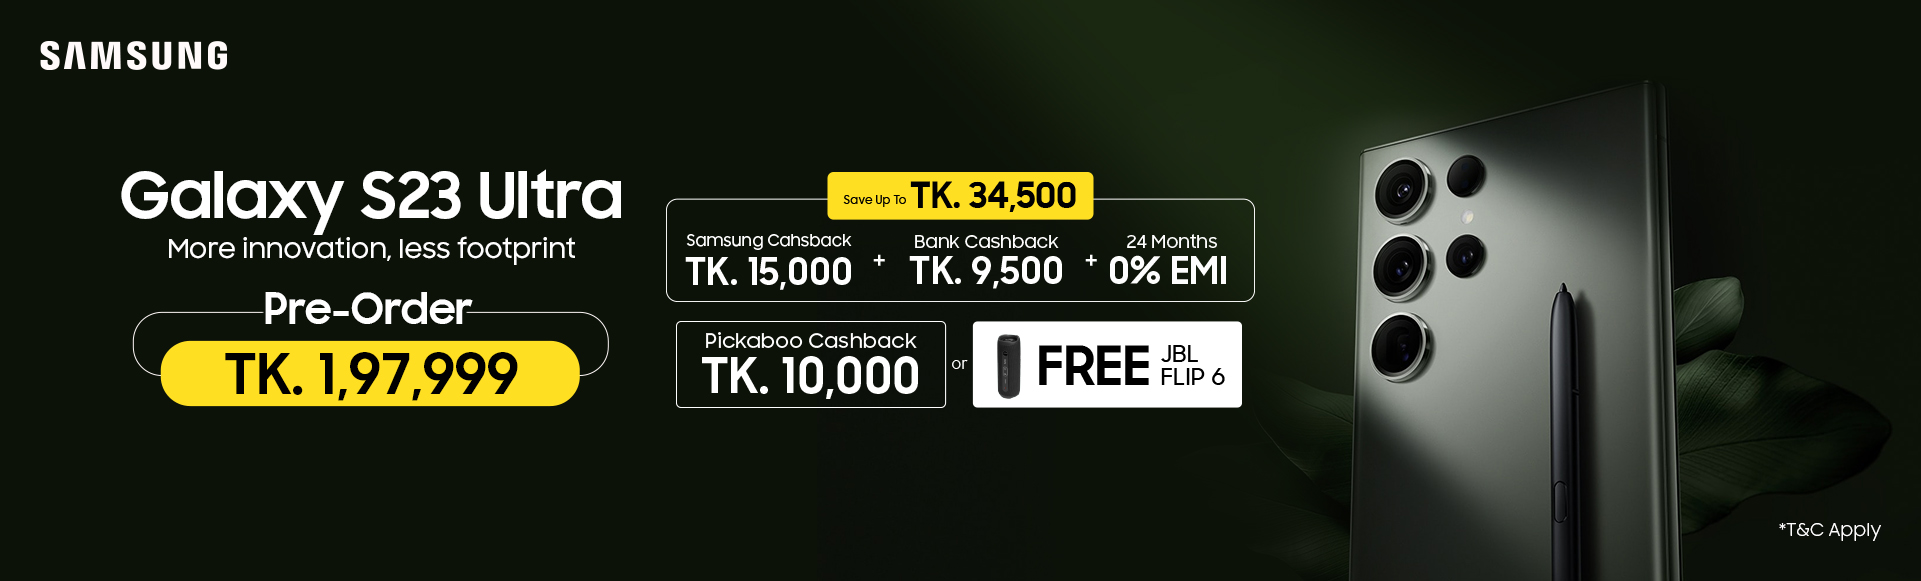 SAMSUNG
Galaxy S23 Ultra
More innovation, less footprint
Pre-Order
TK. 1,97,999
Save Up To TK. 34,500
Samsung Cahsback
TK. 15,000
+
Bank Cashback
TK. 9,500
+
24 Months
0% EMI
Pickaboo Cashback
TK. 10,000
or
FREE JBL
FLIP 6
*T&C Apply